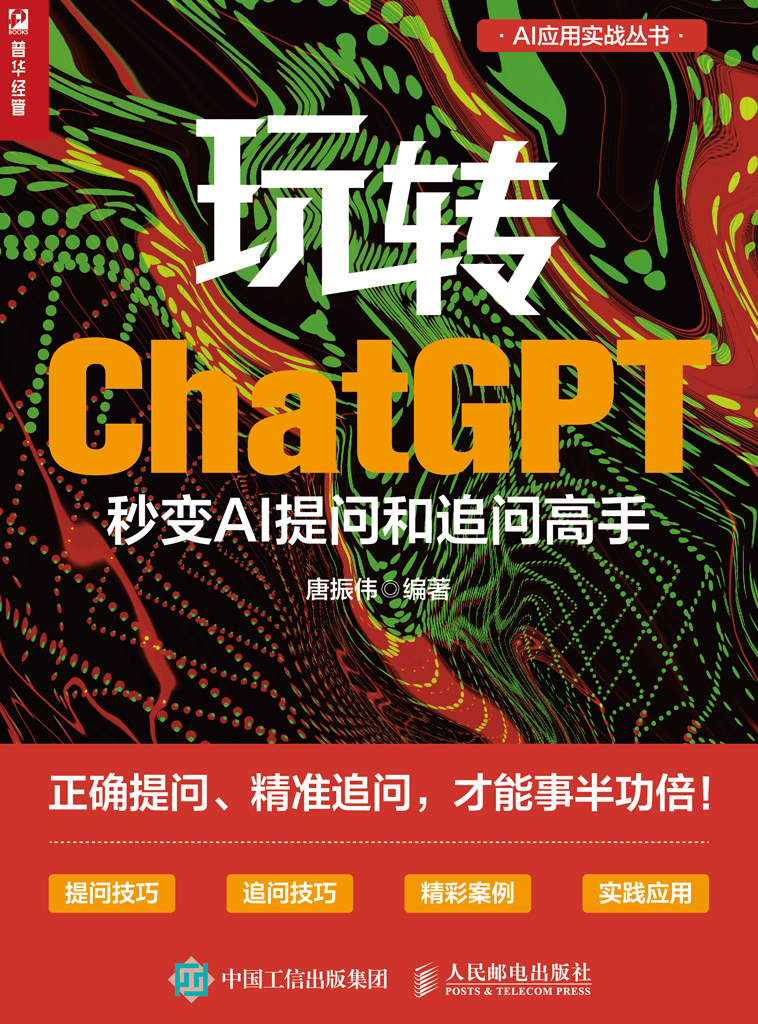 BOOKS
普华经管
·AI应用实战丛书·
玩转
ChatGPT
秒变AI提问和追问高手
唐振伟◎编著
正确提问、精准追问，才能事半功倍！
提问技巧 追问技巧 精彩案例 实践应用
中国工信出版集团 人民邮电出版社
POSTS & TELECOM PRESS